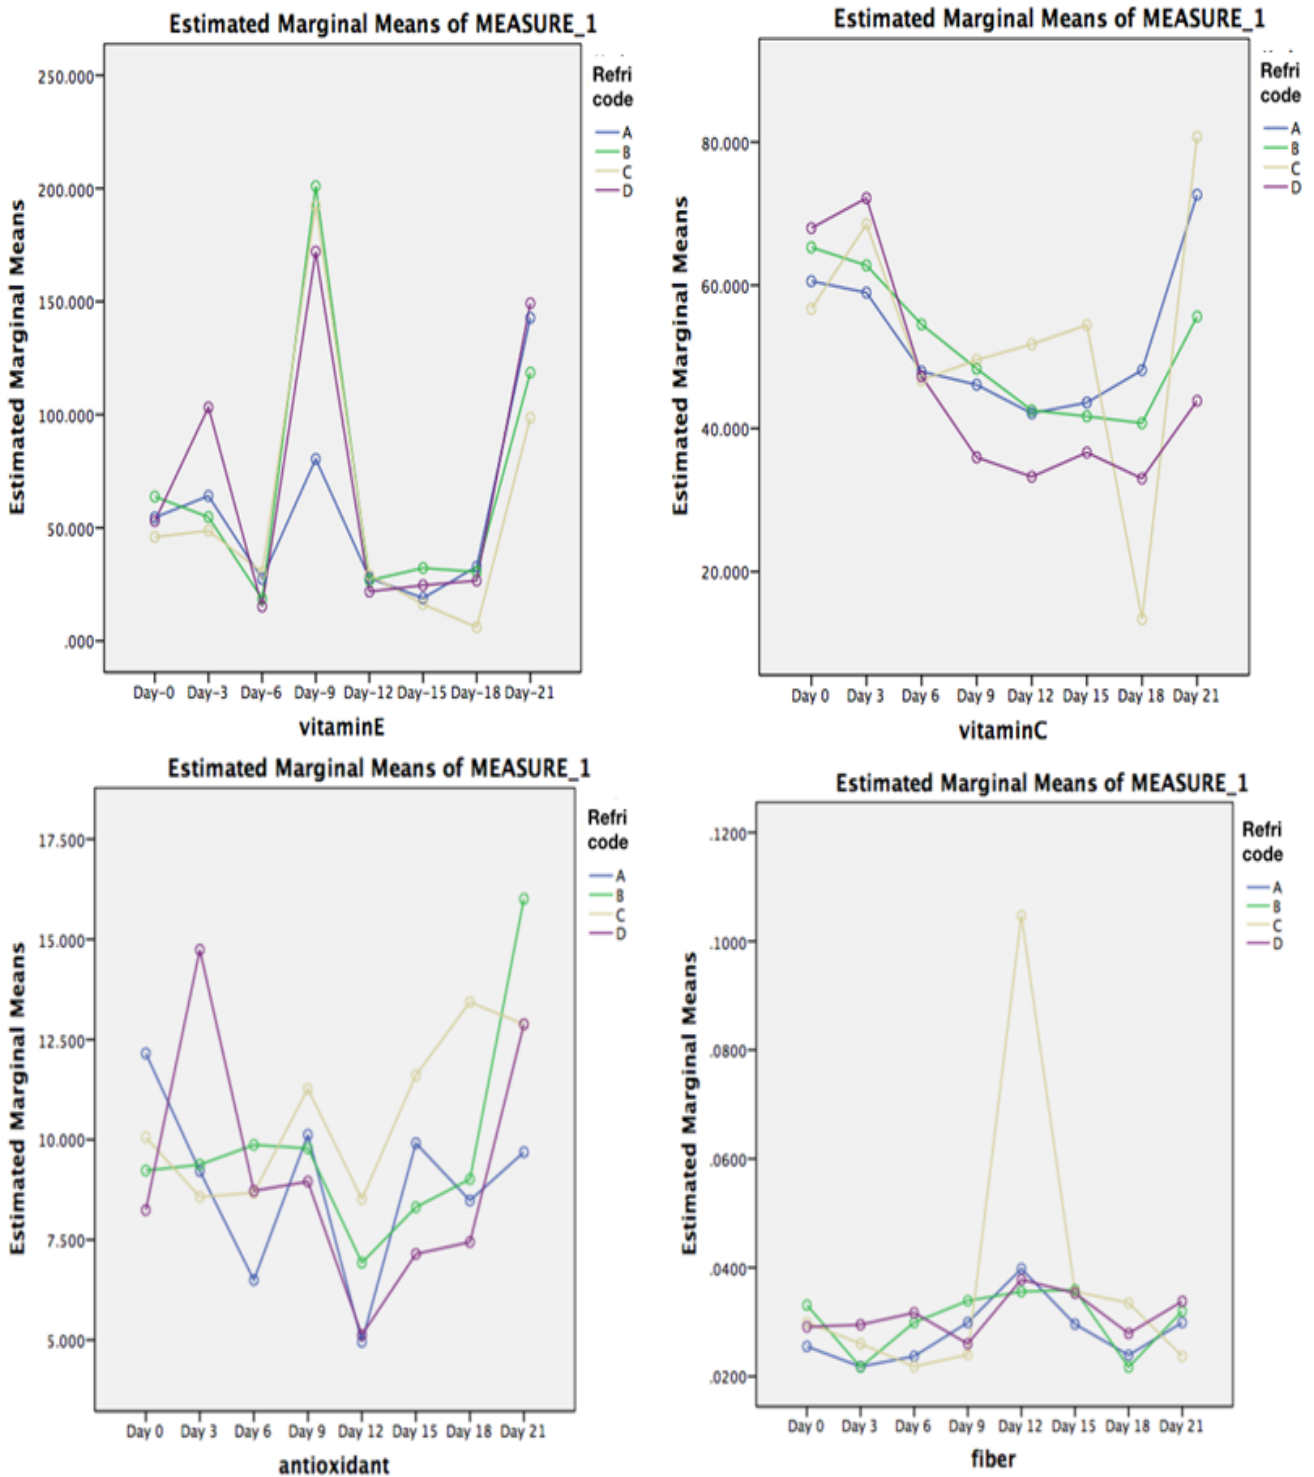 Estimated Marginal Means of MEASURE_1
Refri
code
A
B
C
D
Estimated Marginal Means
250.000
200.000
150.000
100.000
50.000
.000
Day-0 Day-3 Day-6 Day-9 Day-12 Day-15 Day-18 Day-21
vitaminE
Estimated Marginal Means of MEASURE_1
Refri
code
A
B
C
D
Estimated Marginal Means
80.000
60.000
40.000
20.000
Day 0 Day 3 Day 6 Day 9 Day 12 Day 15 Day 18 Day 21
vitaminC
Estimated Marginal Means of MEASURE_1
Refri
code
A
B
C
D
Estimated Marginal Means
17.500
15.000
12.500
10.000
7.500
5.000
Day 0 Day 3 Day 6 Day 9 Day 12 Day 15 Day 18 Day 21
antioxidant
Estimated Marginal Means of MEASURE_1
Refri
code
A
B
C
D
Estimated Marginal Means
.1200
.1000
.0800
.0600
.0400
.0200
Day 0 Day 3 Day 6 Day 9 Day 12 Day 15 Day 18 Day 21
fiber